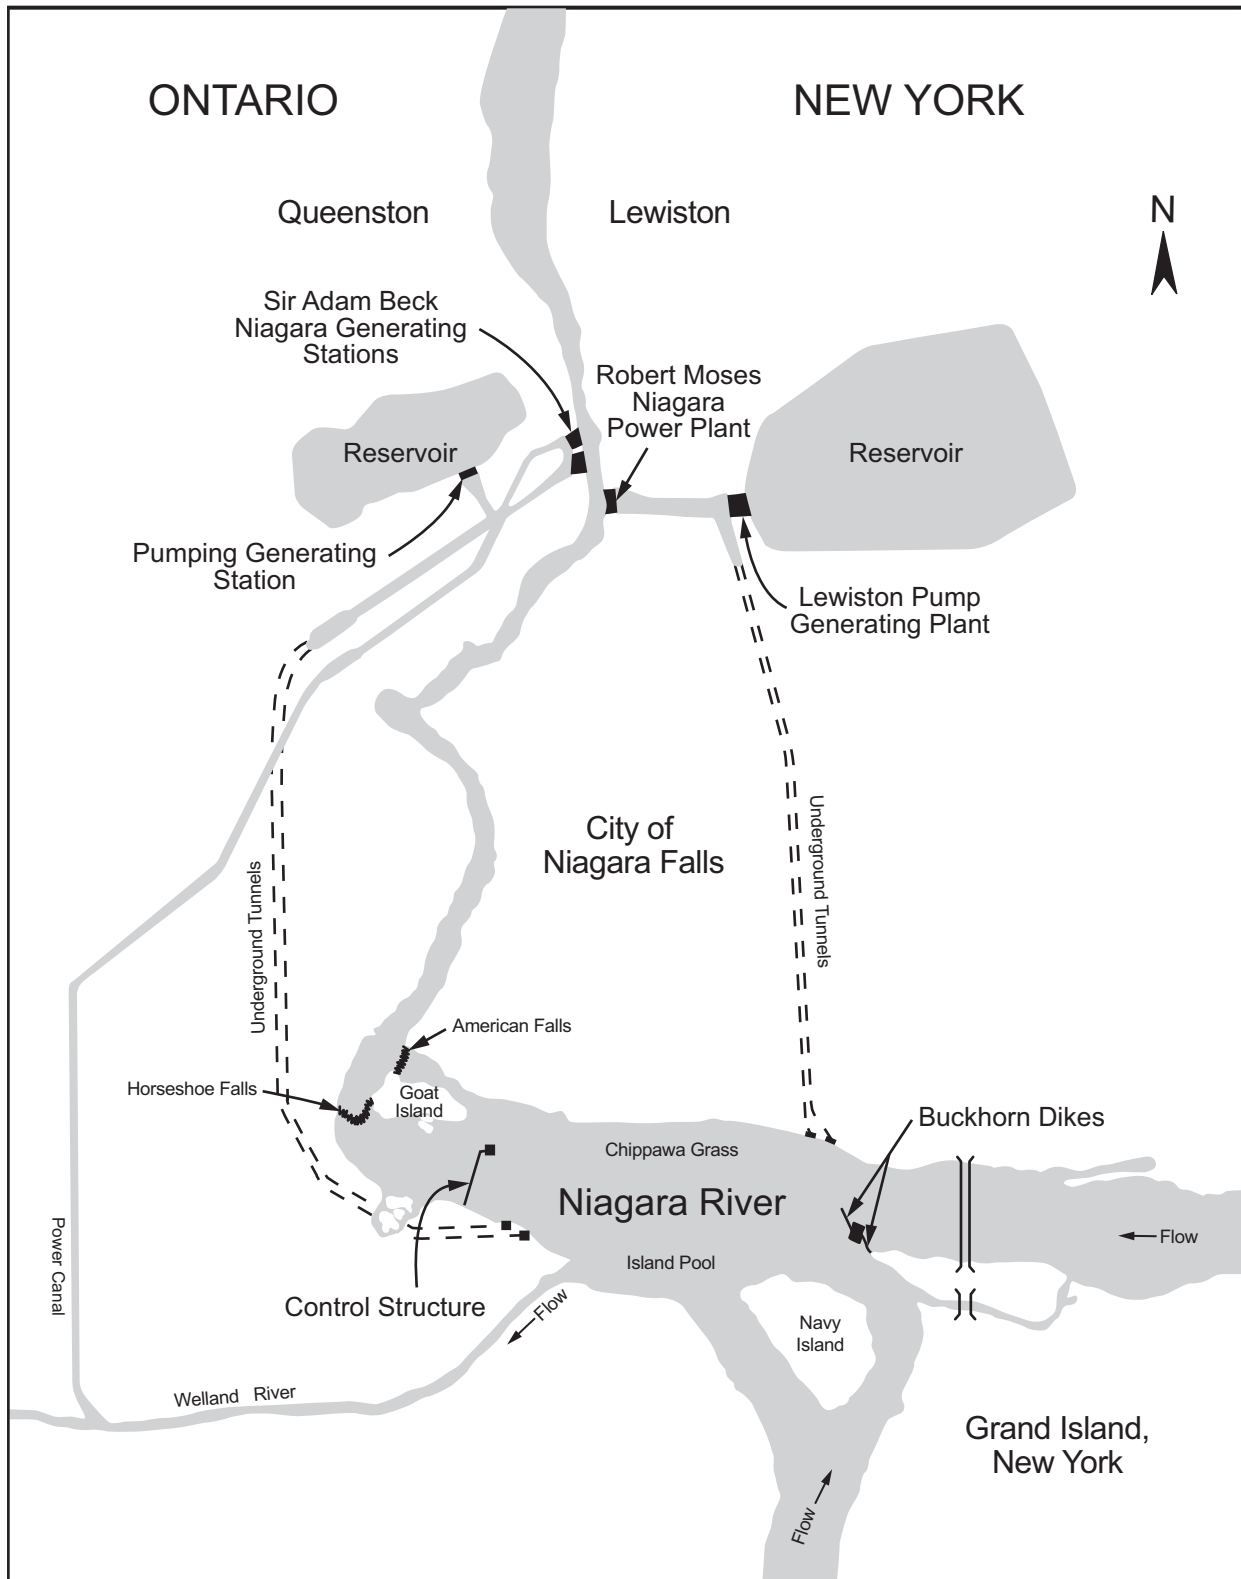 ONTARIO
NEW YORK
Queenston
Lewiston
N
Sir Adam Beck
Niagara Generating
Stations
Robert Moses
Niagara
Power Plant
Reservoir
Reservoir
Pumping Generating
Station
Lewiston Pump
Generating Plant
City of
Niagara Falls
Underground Tunnels
Underground Tunnels
American Falls
Horseshoe Falls
Goat
Island
Buckhorn Dikes
Chippawa Grass
Niagara River
Flow
Power Canal
Island Pool
Control Structure
Flow
Navy
Island
Welland River
Grand Island,
New York
Flow